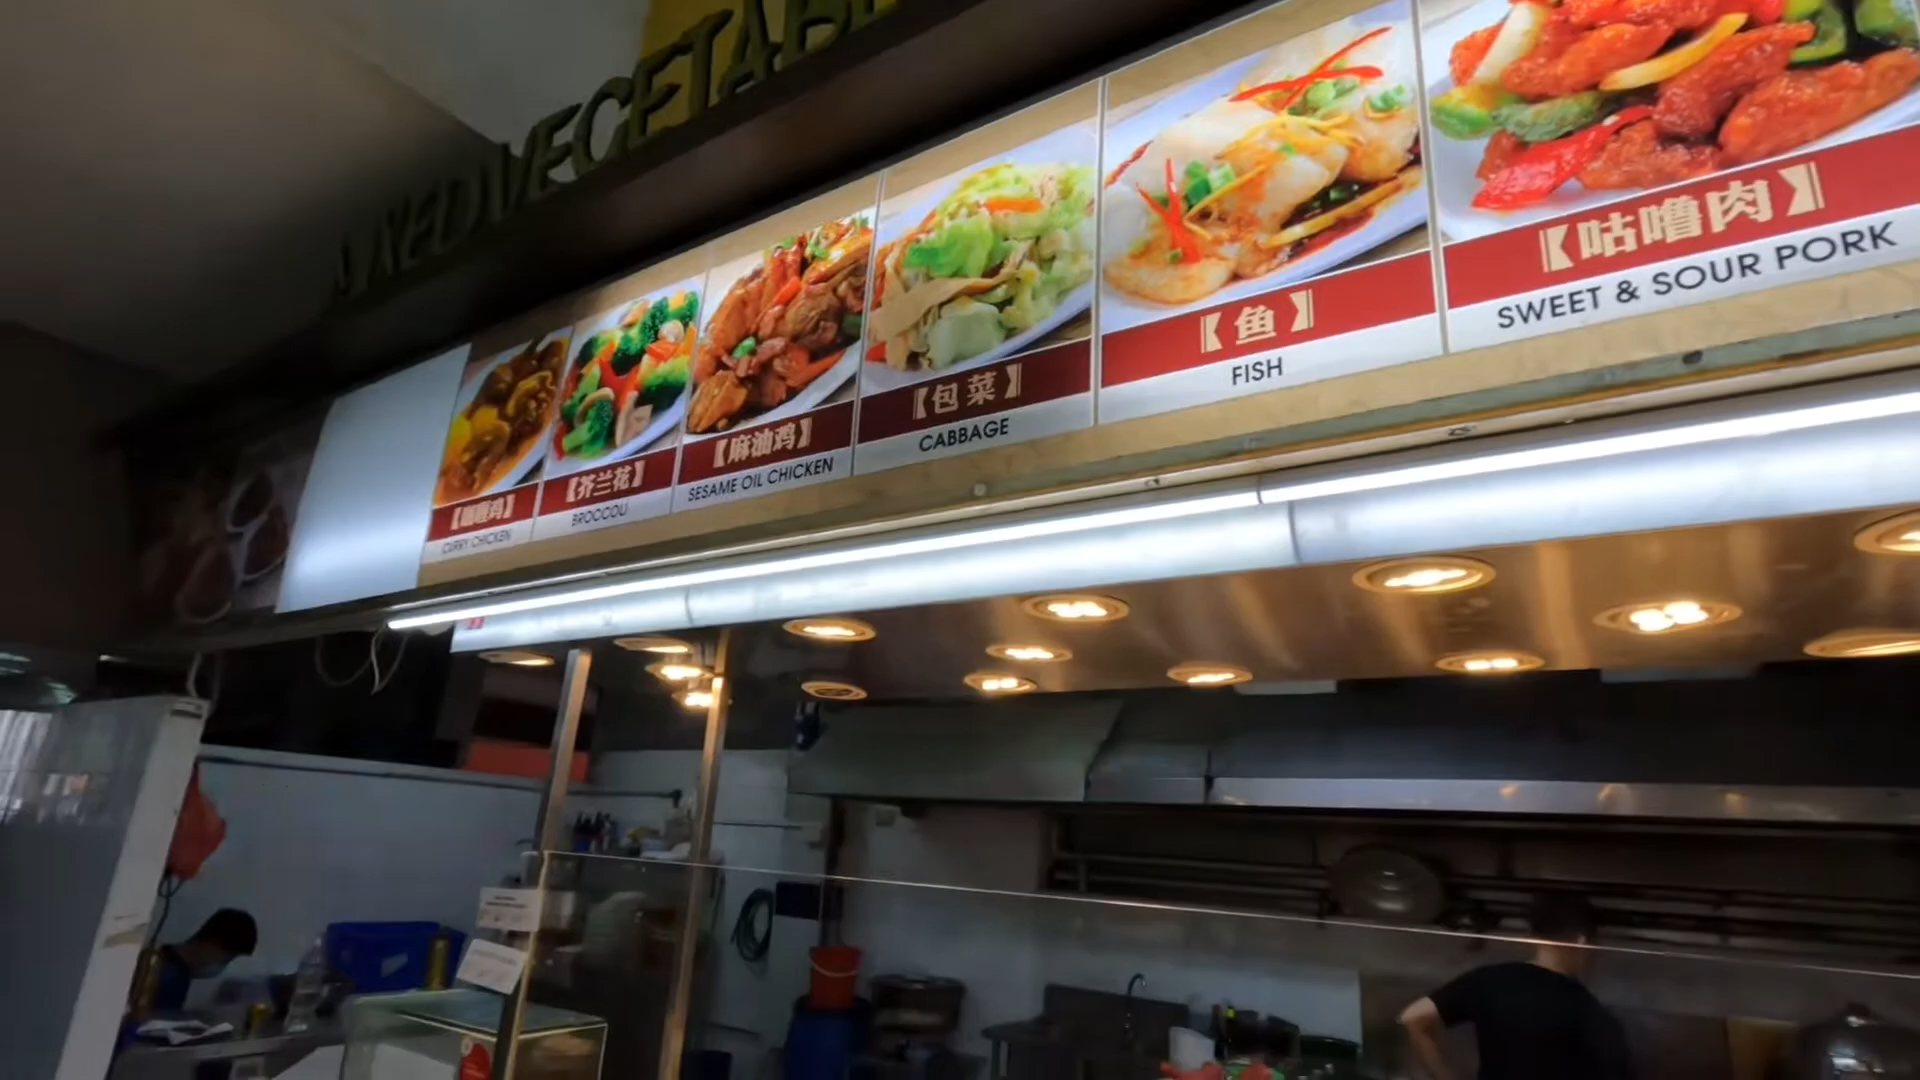 MIXED VEGETABL
【咖喱鸡】
CURRY CHICKEN
【芥兰花】
BROCCOLI
【麻油鸡】
SESAME OIL CHICKEN
【包菜】
CABBAGE
【鱼】
FISH
【咕噜肉】
SWEET & SOUR PORK